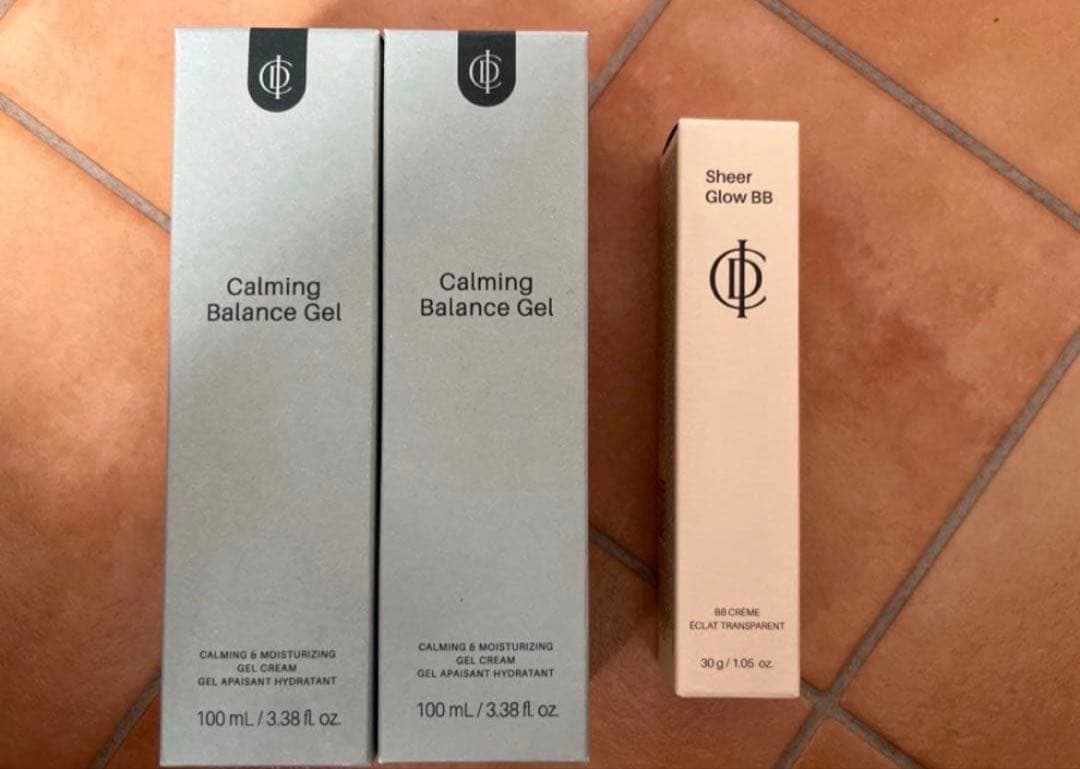 Calming
Balance Gel
CALMING & MOISTURIZING
GEL CREAM
GEL APAISANT HYDRATANT
100 mL / 3.38 fl. oz.
Calming
Balance Gel
CALMING & MOISTURIZING
GEL CREAM
GEL APAISANT HYDRATANT
100 mL / 3.38 fl. oz.
Sheer
Glow BB
BB CRÈME
ÉCLAT TRANSPARENT
30 g / 1.05 oz.